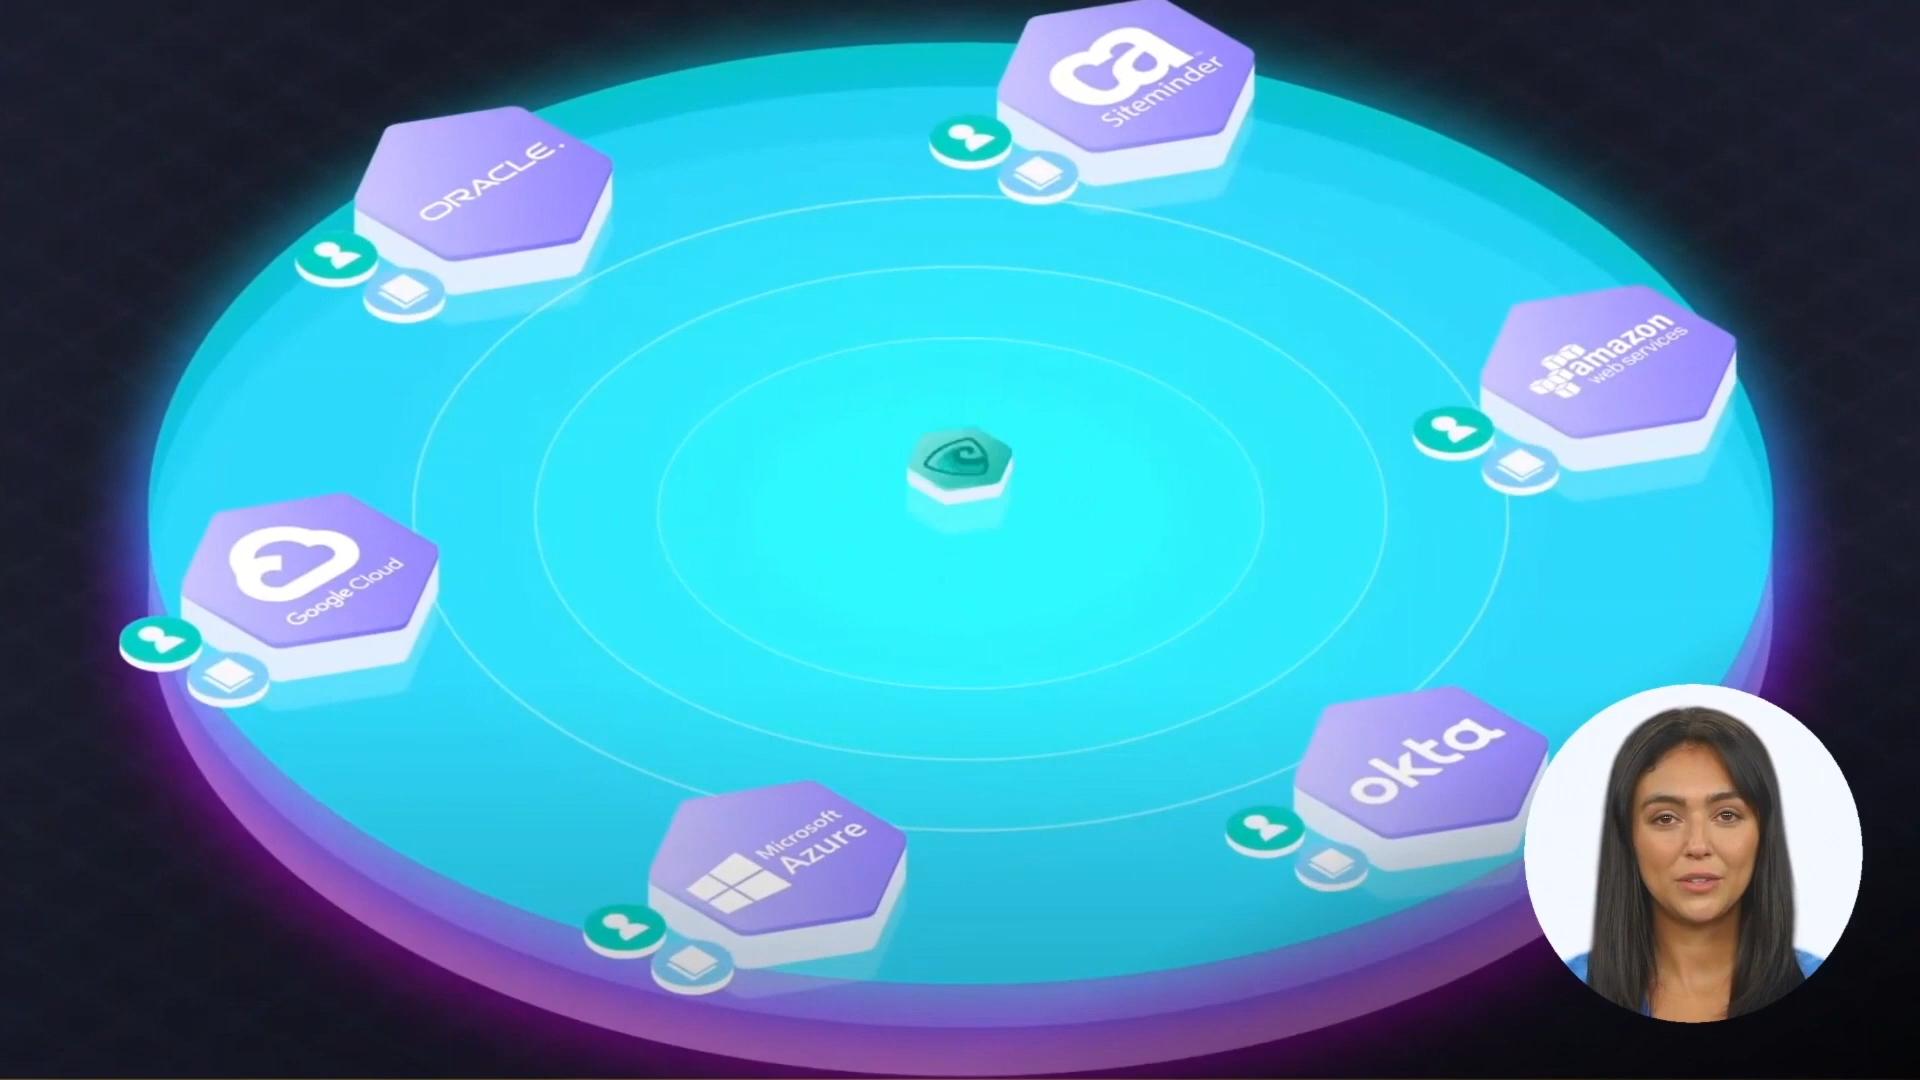 ca
Siteminder
ORACLE
amazon
web services
Google Cloud
okta
Microsoft
Azure